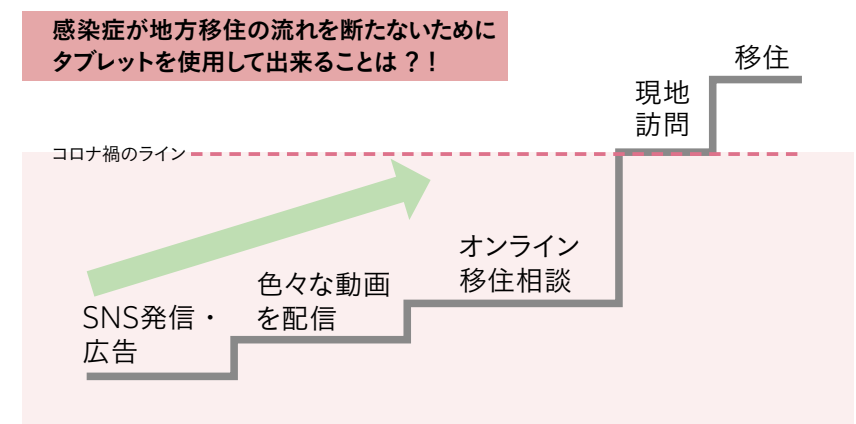 感染症が地方移住の流れを断たないために
タブレットを使用して出来ることは？！
移住
現地
訪問
コロナ禍のライン
オンライン
移住相談
色々な動画
を配信
SNS発信・
広告